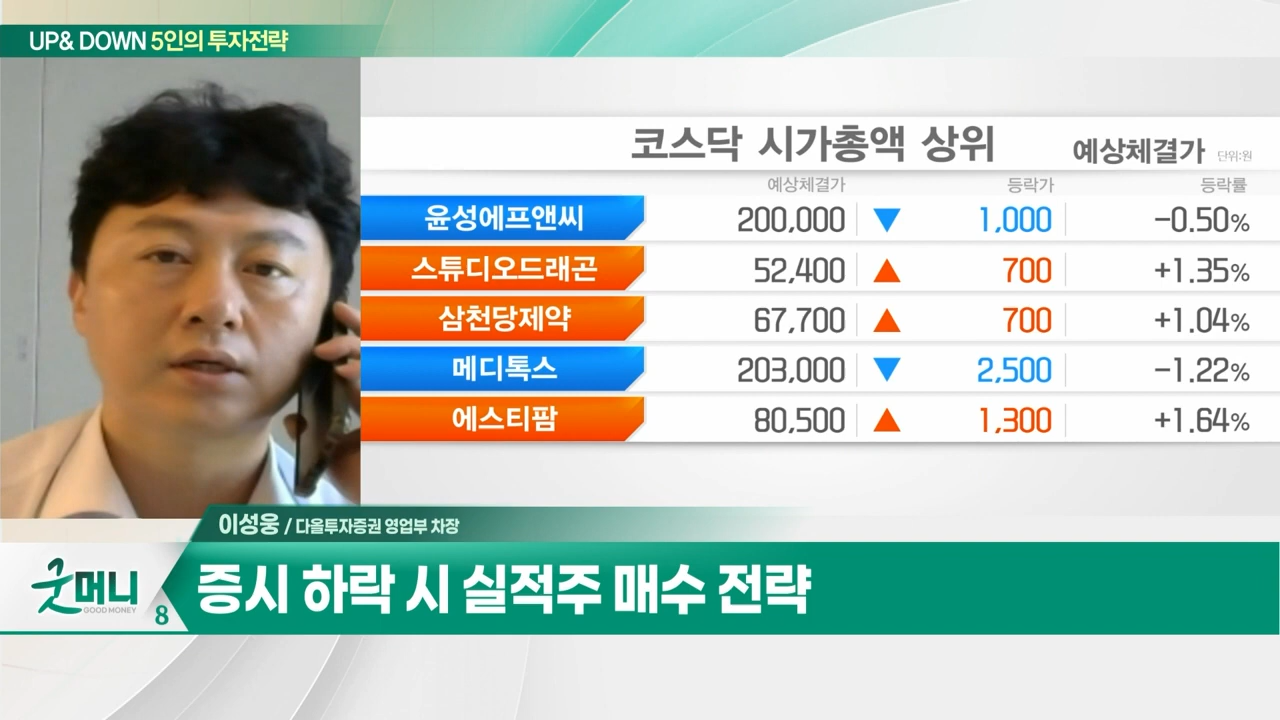 UP& DOWN 5인의 투자전략
코스닥 시가총액 상위 예상체결가 단위:원
예상체결가 등락가 등락률
윤성에프앤씨 200,000 ▼ 1,000 -0.50%
스튜디오드래곤 52,400 ▲ 700 +1.35%
삼천당제약 67,700 ▲ 700 +1.04%
메디톡스 203,000 ▼ 2,500 -1.22%
에스티팜 80,500 ▲ 1,300 +1.64%
이성웅 / 다올투자증권 영업부 차장
굿머니
GOOD MONEY
8
증시 하락 시 실적주 매수 전략